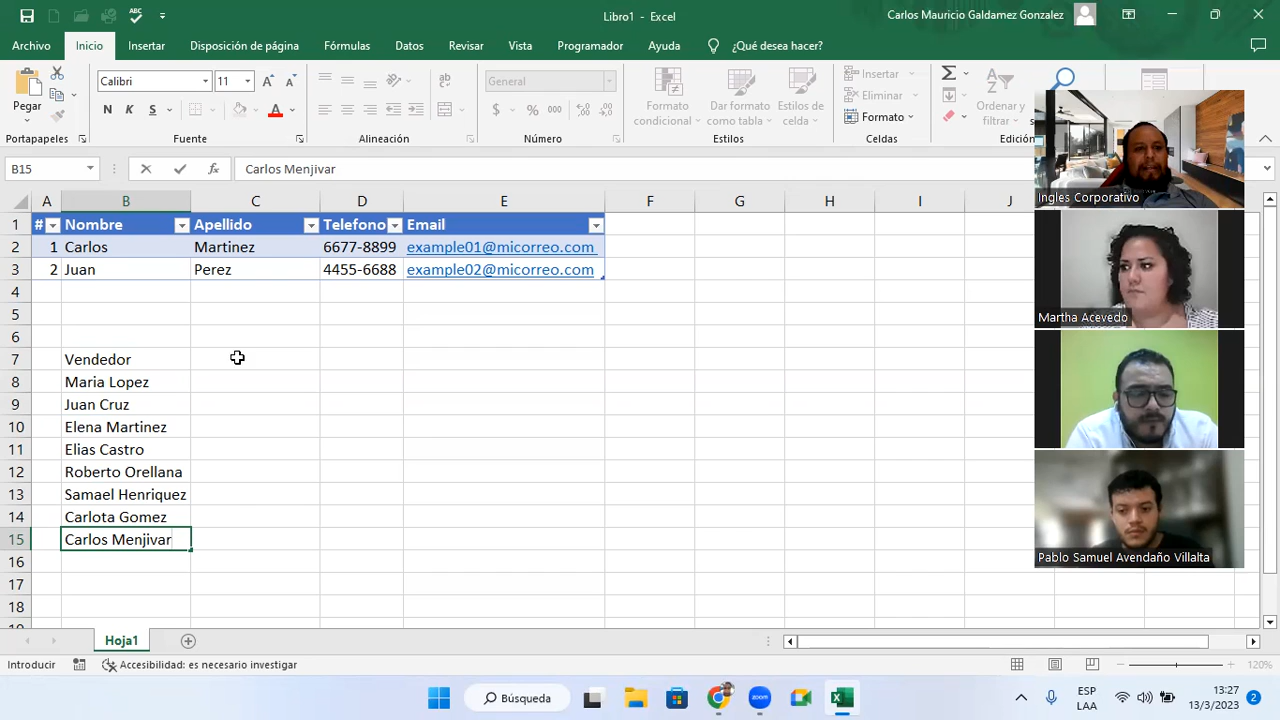 ABC
Libro1 - Excel
Carlos Mauricio Galdamez Gonzalez
Archivo Inicio Insertar Disposición de página Fórmulas Datos Revisar Vista Programador Ayuda ¿Qué desea hacer?
Pegar
Calibri 11
N K S
General
$ % 000
Formato condicional
Dar formato como tabla
Estilos de celda
Insertar
Eliminar
Formato
Ordenar y filtrar
Portapapeles Fuente Alineación Número Estilos Celdas Edición
B15 fx Carlos Menjivar
A B C D E F G H I J
1 # Nombre Apellido Telefono Email
2 1 Carlos Martinez 6677-8899 example01@micorreo.com
3 2 Juan Perez 4455-6688 example02@micorreo.com
4
5
6
7 Vendedor
8 Maria Lopez
9 Juan Cruz
10 Elena Martinez
11 Elias Castro
12 Roberto Orellana
13 Samael Henriquez
14 Carlota Gomez
15 Carlos Menjivar
16
17
18
Ingles Corporativo
Martha Acevedo
Pablo Samuel Avendaño Villalta
Hoja1
Introducir Accesibilidad: es necesario investigar 120%
Búsqueda
zoom
ESP
LAA
13:27
13/3/2023
2